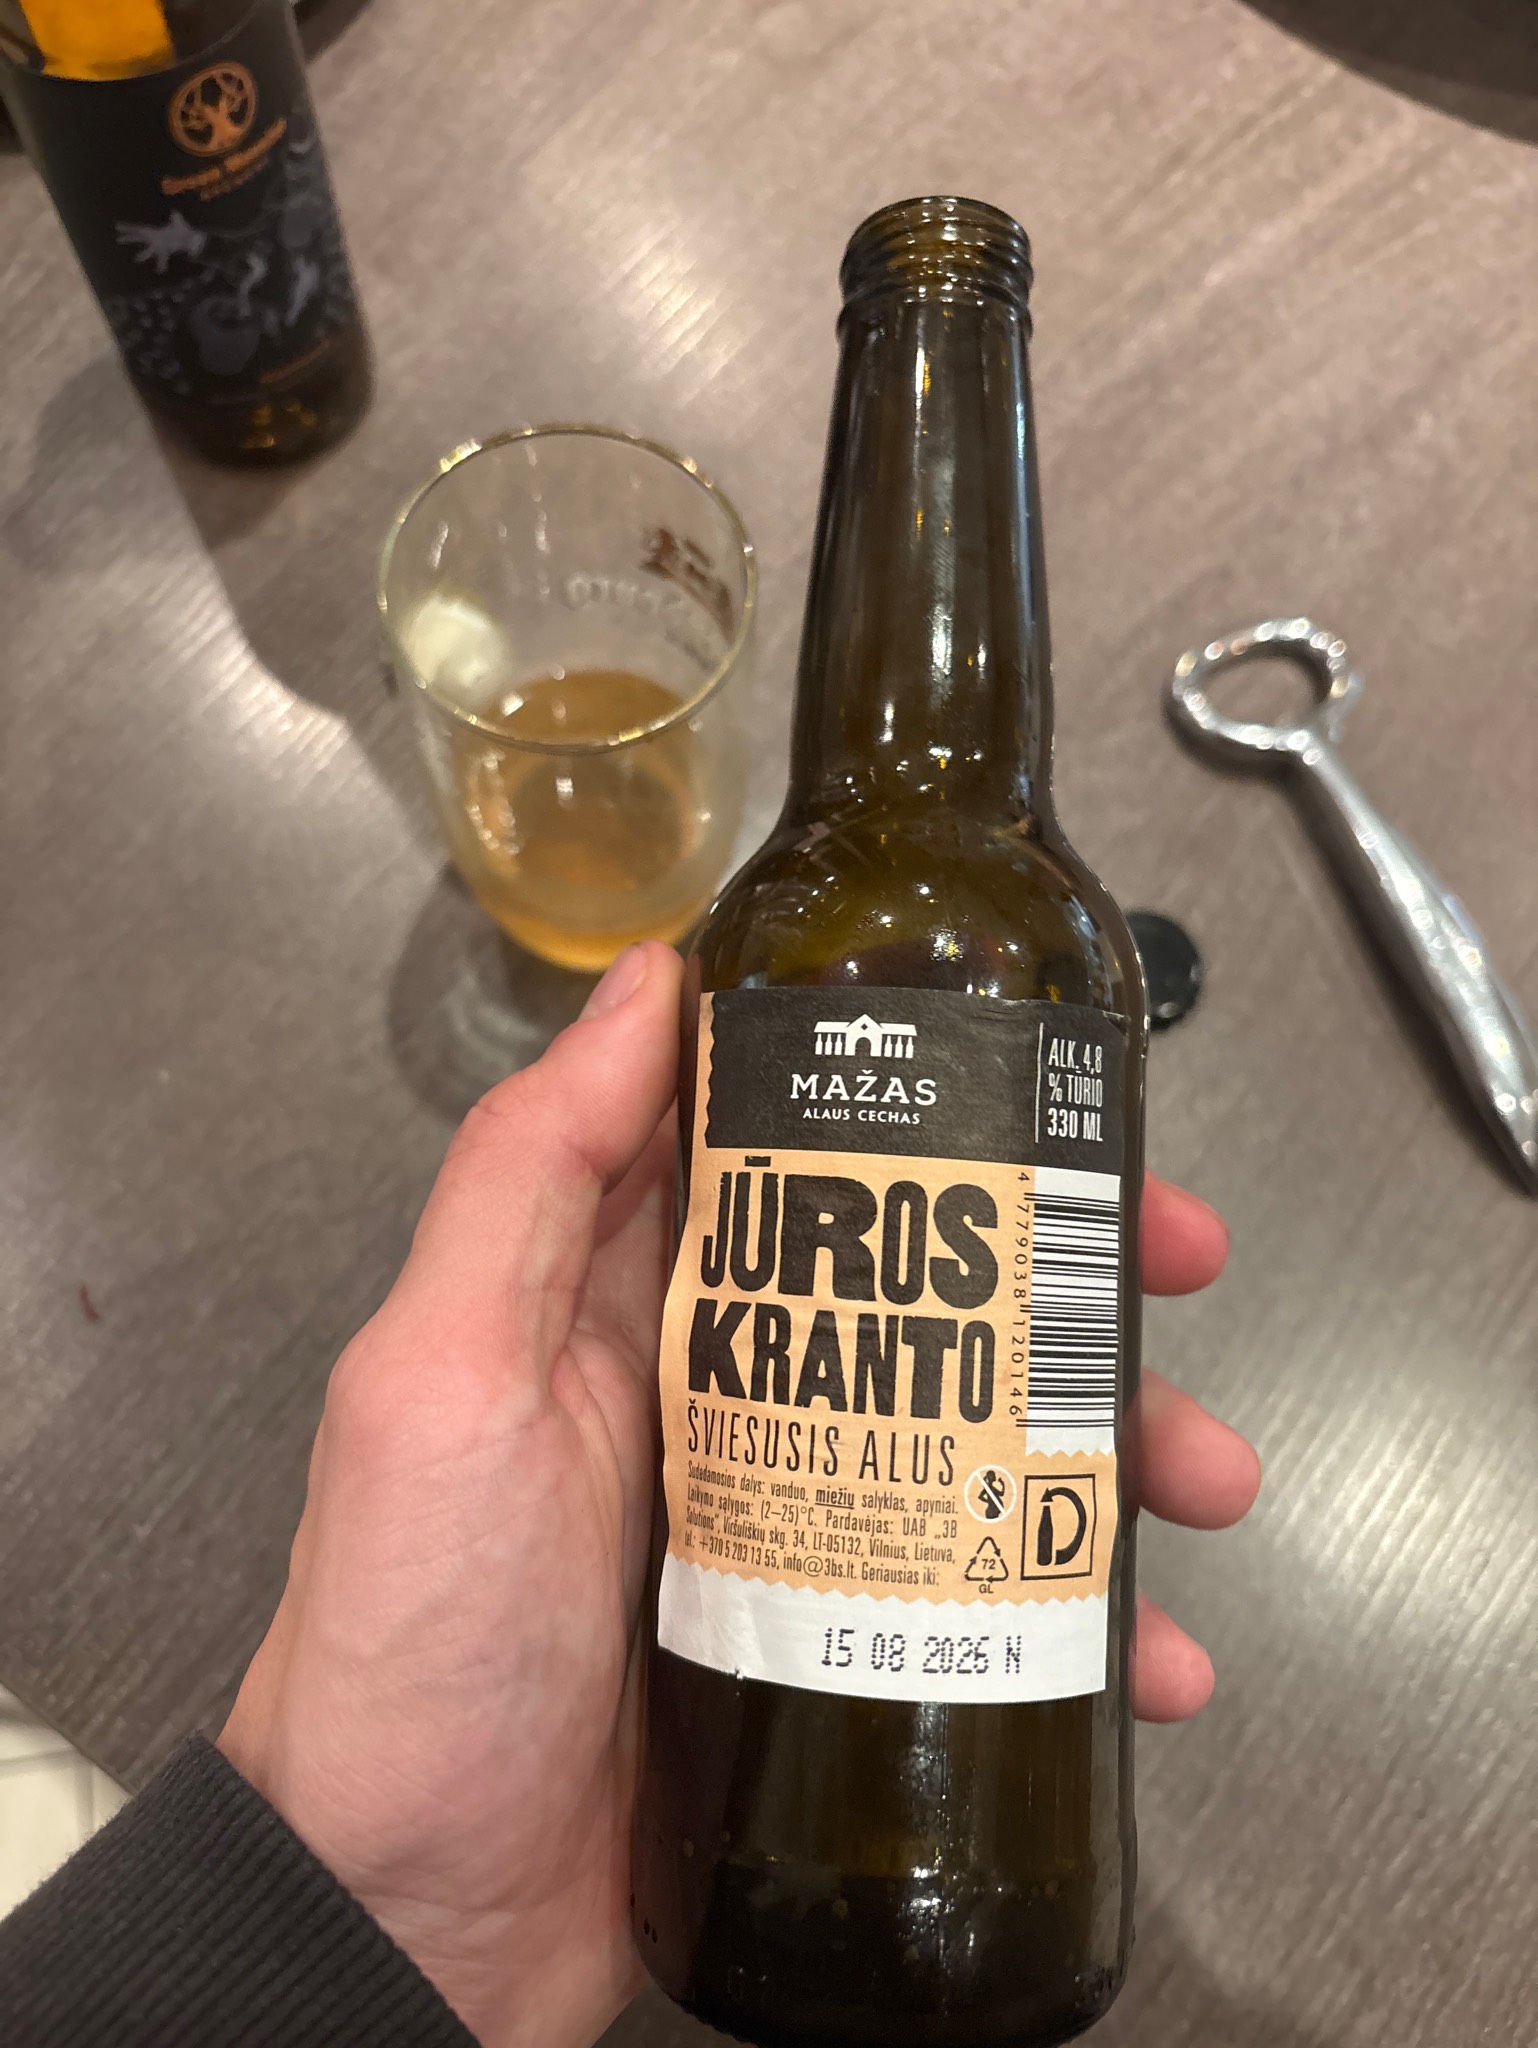 MAŽAS
ALAUS CECHAS
ALK. 4,8
% TŪRIO
330 ML
JŪROS
KRANTO
ŠVIESUSIS ALUS
4 779038 120146
Sudedamosios dalys: vanduo, miežių salyklas, apyniai.
Laikymo sąlygos: (2–25)°C. Pardavėjas: UAB „3B
Solutions", Viršuliškių skg. 34, LT-05132, Vilnius, Lietuva,
tel.: +370 5 203 13 55, info@3bs.lt. Geriausias iki:
72
GL
D
15 08 2026 N